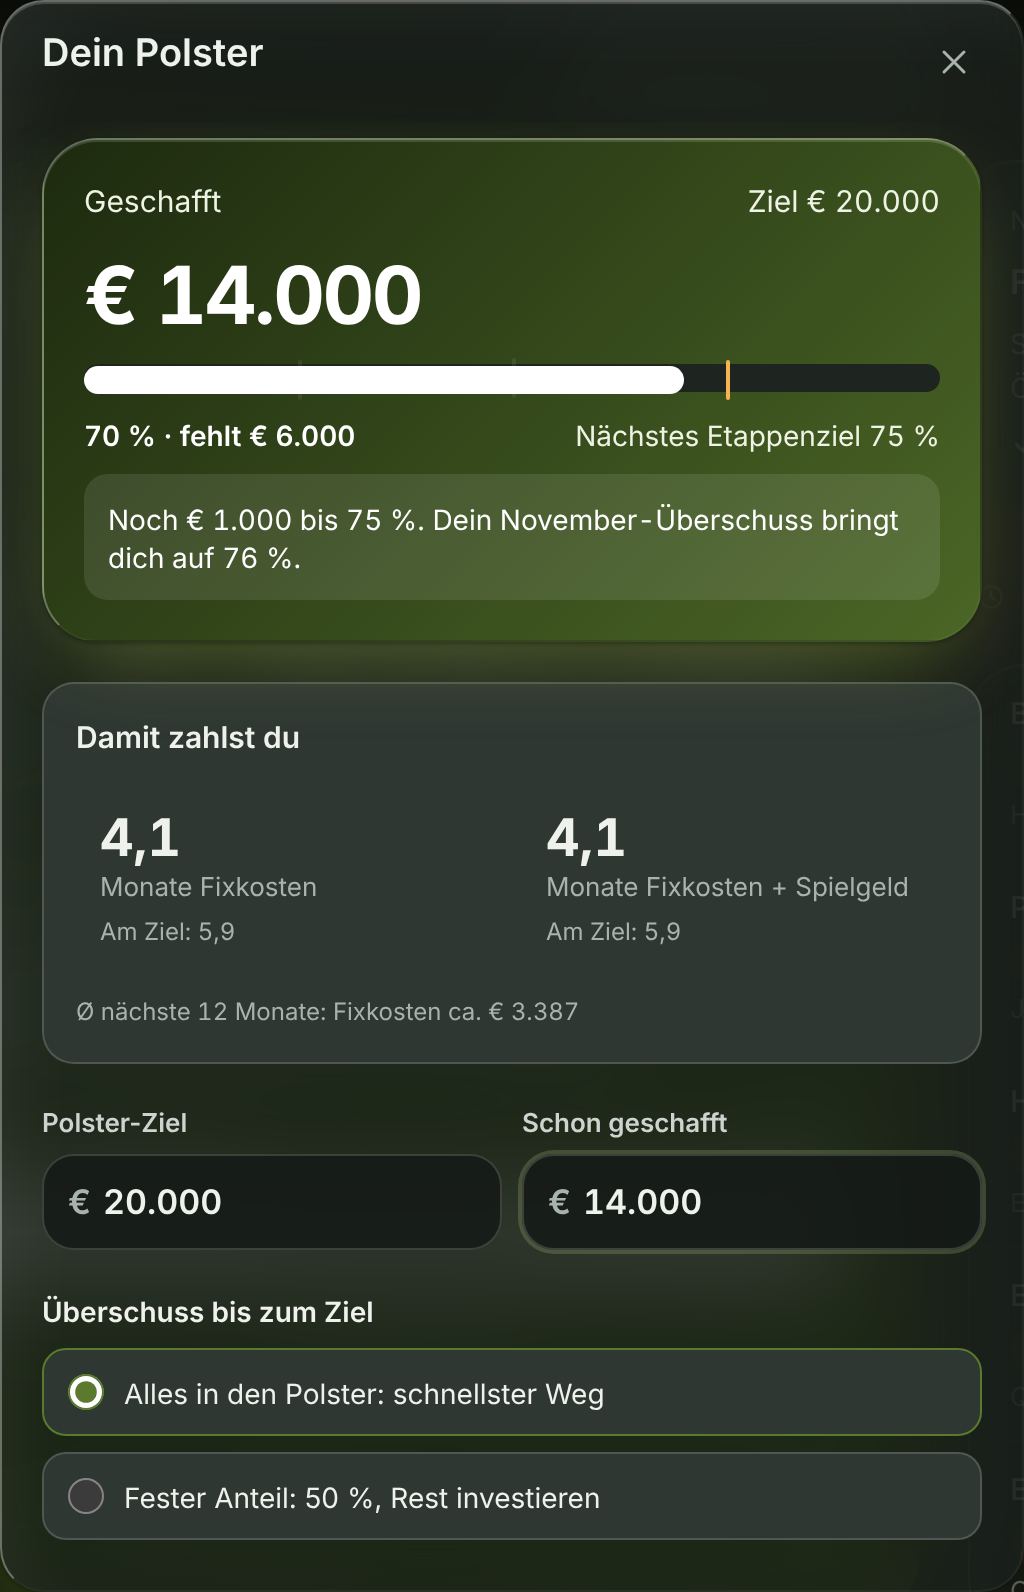 Dein Polster
Geschafft
Ziel € 20.000
€ 14.000
70 % · fehlt € 6.000
Nächstes Etappenziel 75 %
Noch € 1.000 bis 75 %. Dein November-Überschuss bringt
dich auf 76 %.
Damit zahlst du
4,1
Monate Fixkosten
Am Ziel: 5,9
4,1
Monate Fixkosten + Spielgeld
Am Ziel: 5,9
Ø nächste 12 Monate: Fixkosten ca. € 3.387
Polster-Ziel
€ 20.000
Schon geschafft
€ 14.000
Überschuss bis zum Ziel
Alles in den Polster: schnellster Weg
Fester Anteil: 50 %, Rest investieren